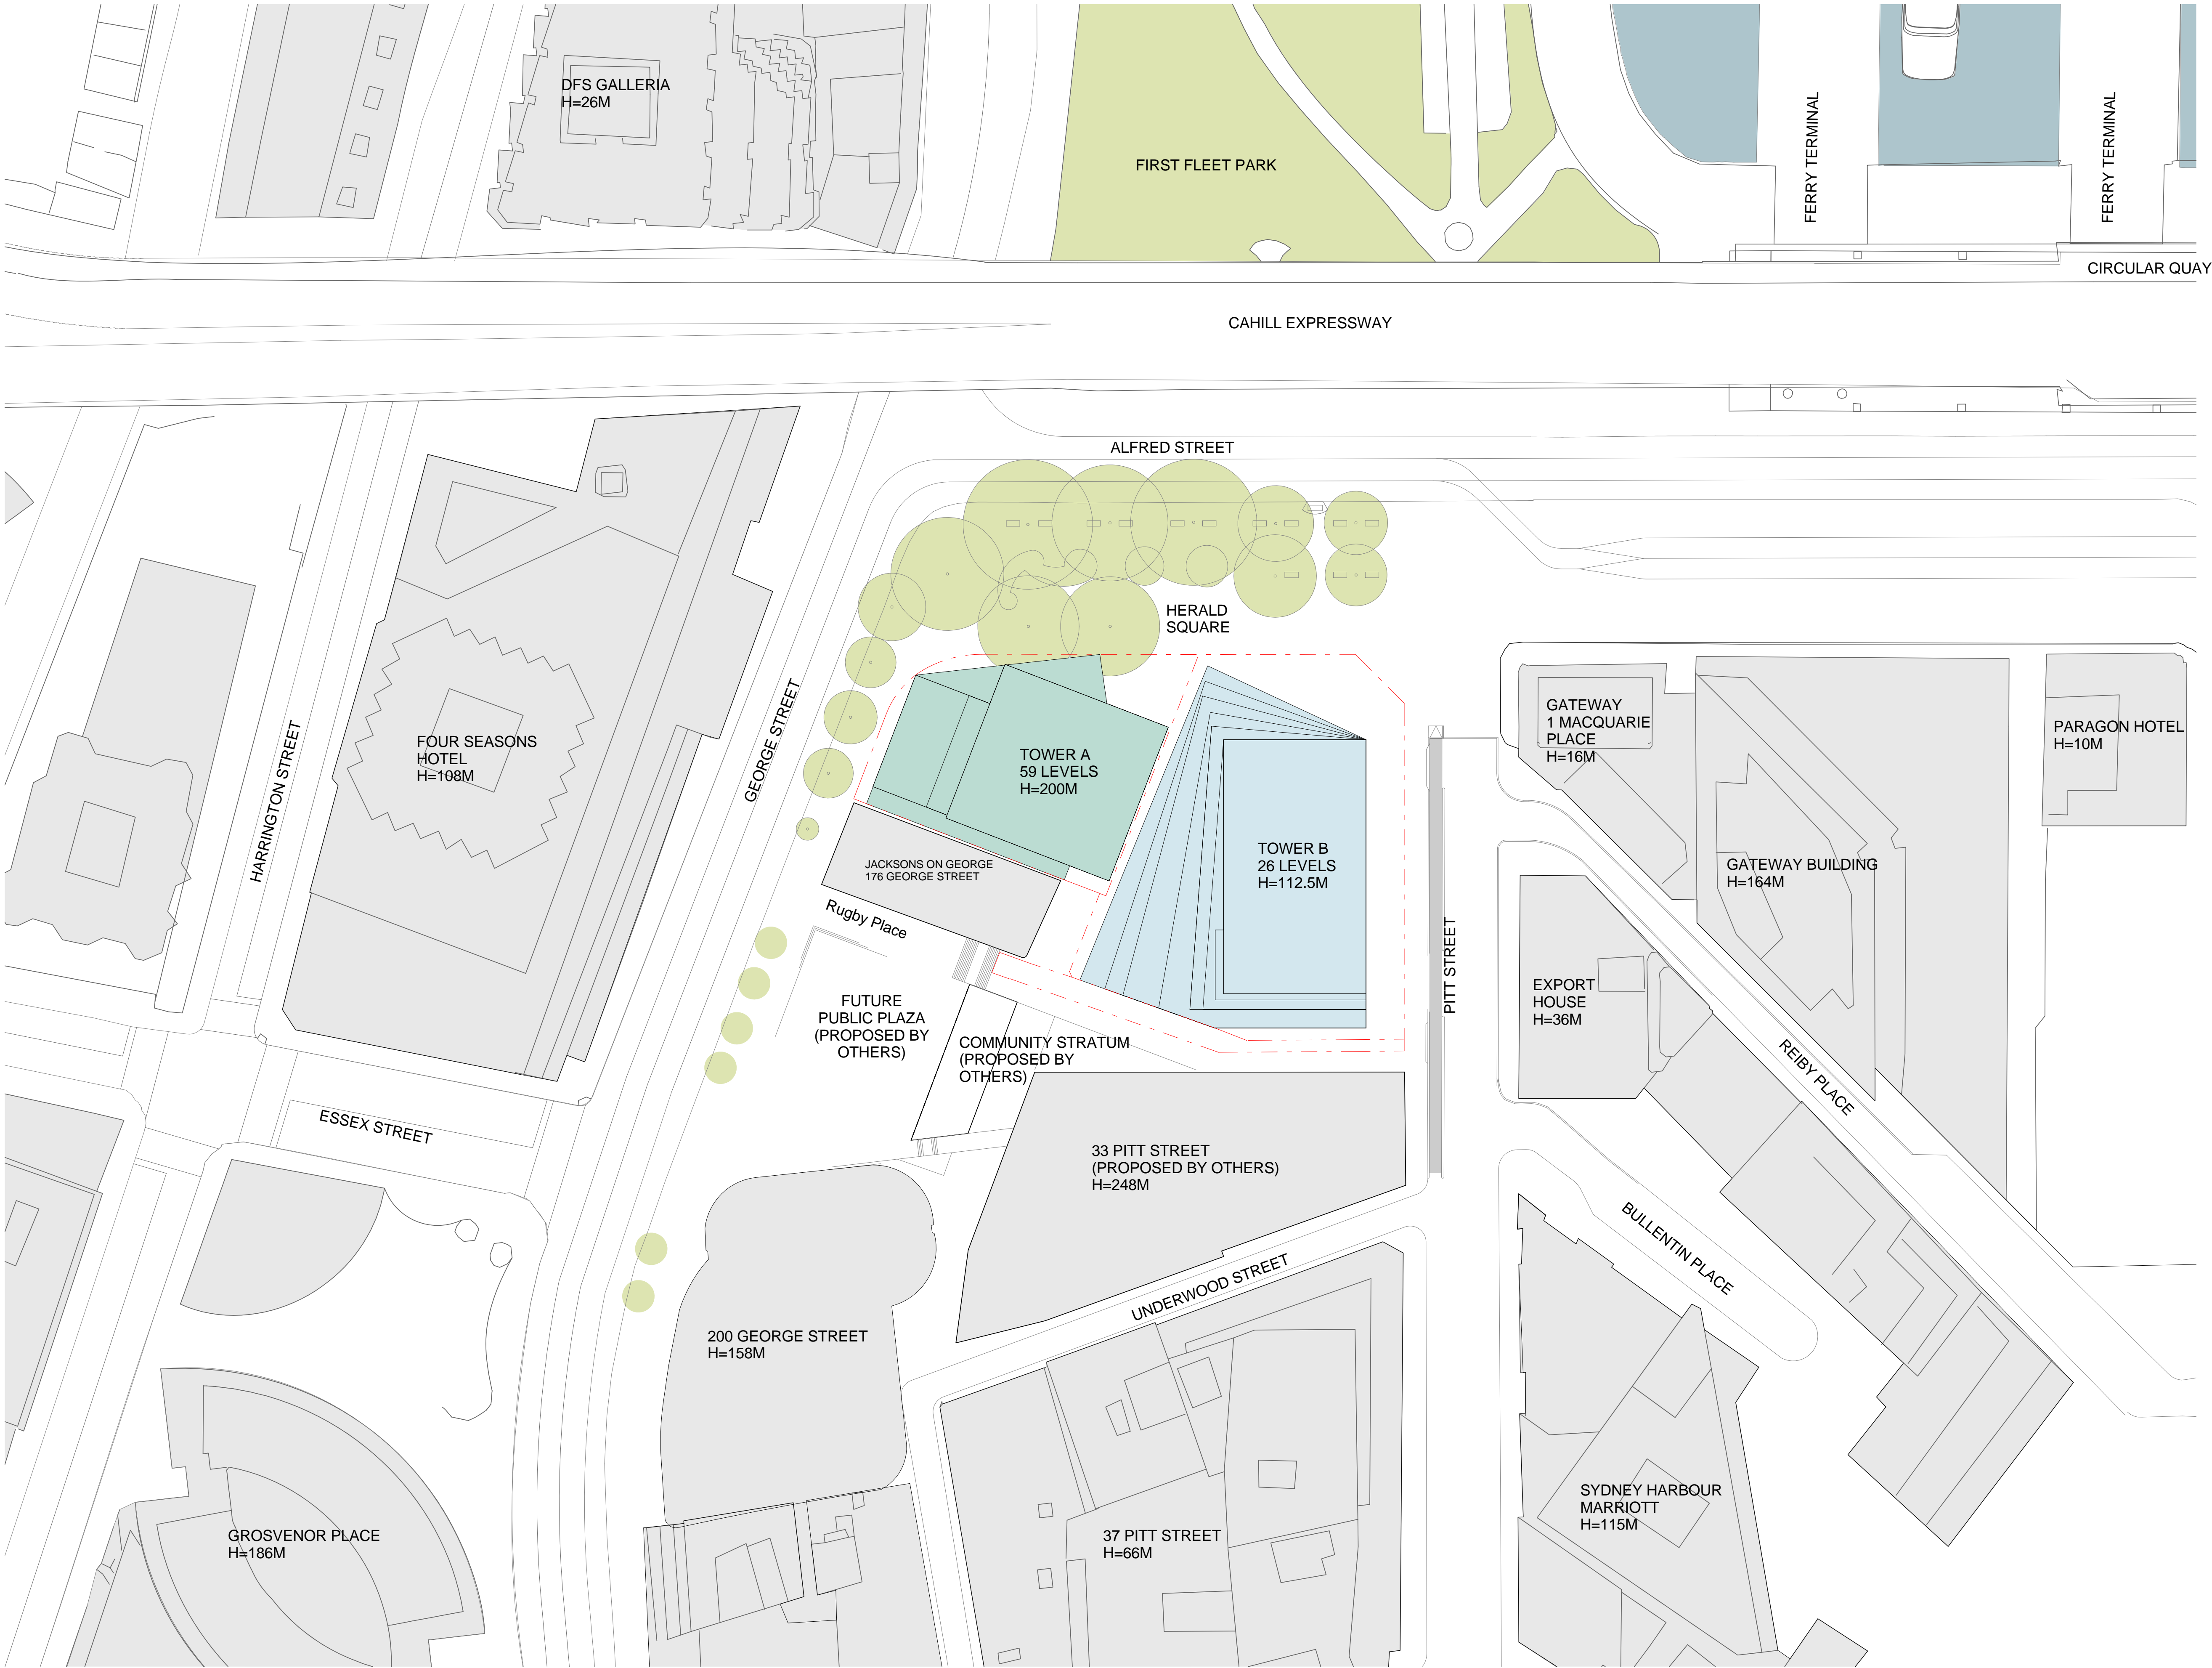 DFS GALLERIA
H=26M
FIRST FLEET PARK
FERRY TERMINAL
FERRY TERMINAL
CIRCULAR QUAY
CAHILL EXPRESSWAY
ALFRED STREET
HERALD
SQUARE
GEORGE STREET
HARRINGTON STREET
FOUR SEASONS
HOTEL
H=108M
TOWER A
59 LEVELS
H=200M
TOWER B
26 LEVELS
H=112.5M
GATEWAY
1 MACQUARIE
PLACE
H=16M
PARAGON HOTEL
H=10M
GATEWAY BUILDING
H=164M
JACKSONS ON GEORGE
176 GEORGE STREET
Rugby Place
PITT STREET
EXPORT
HOUSE
H=36M
FUTURE
PUBLIC PLAZA
(PROPOSED BY
OTHERS)
COMMUNITY STRATUM
(PROPOSED BY
OTHERS)
REIBY PLACE
ESSEX STREET
33 PITT STREET
(PROPOSED BY OTHERS)
H=248M
BULLENTIN PLACE
UNDERWOOD STREET
200 GEORGE STREET
H=158M
GROSVENOR PLACE
H=186M
37 PITT STREET
H=66M
SYDNEY HARBOUR
MARRIOTT
H=115M